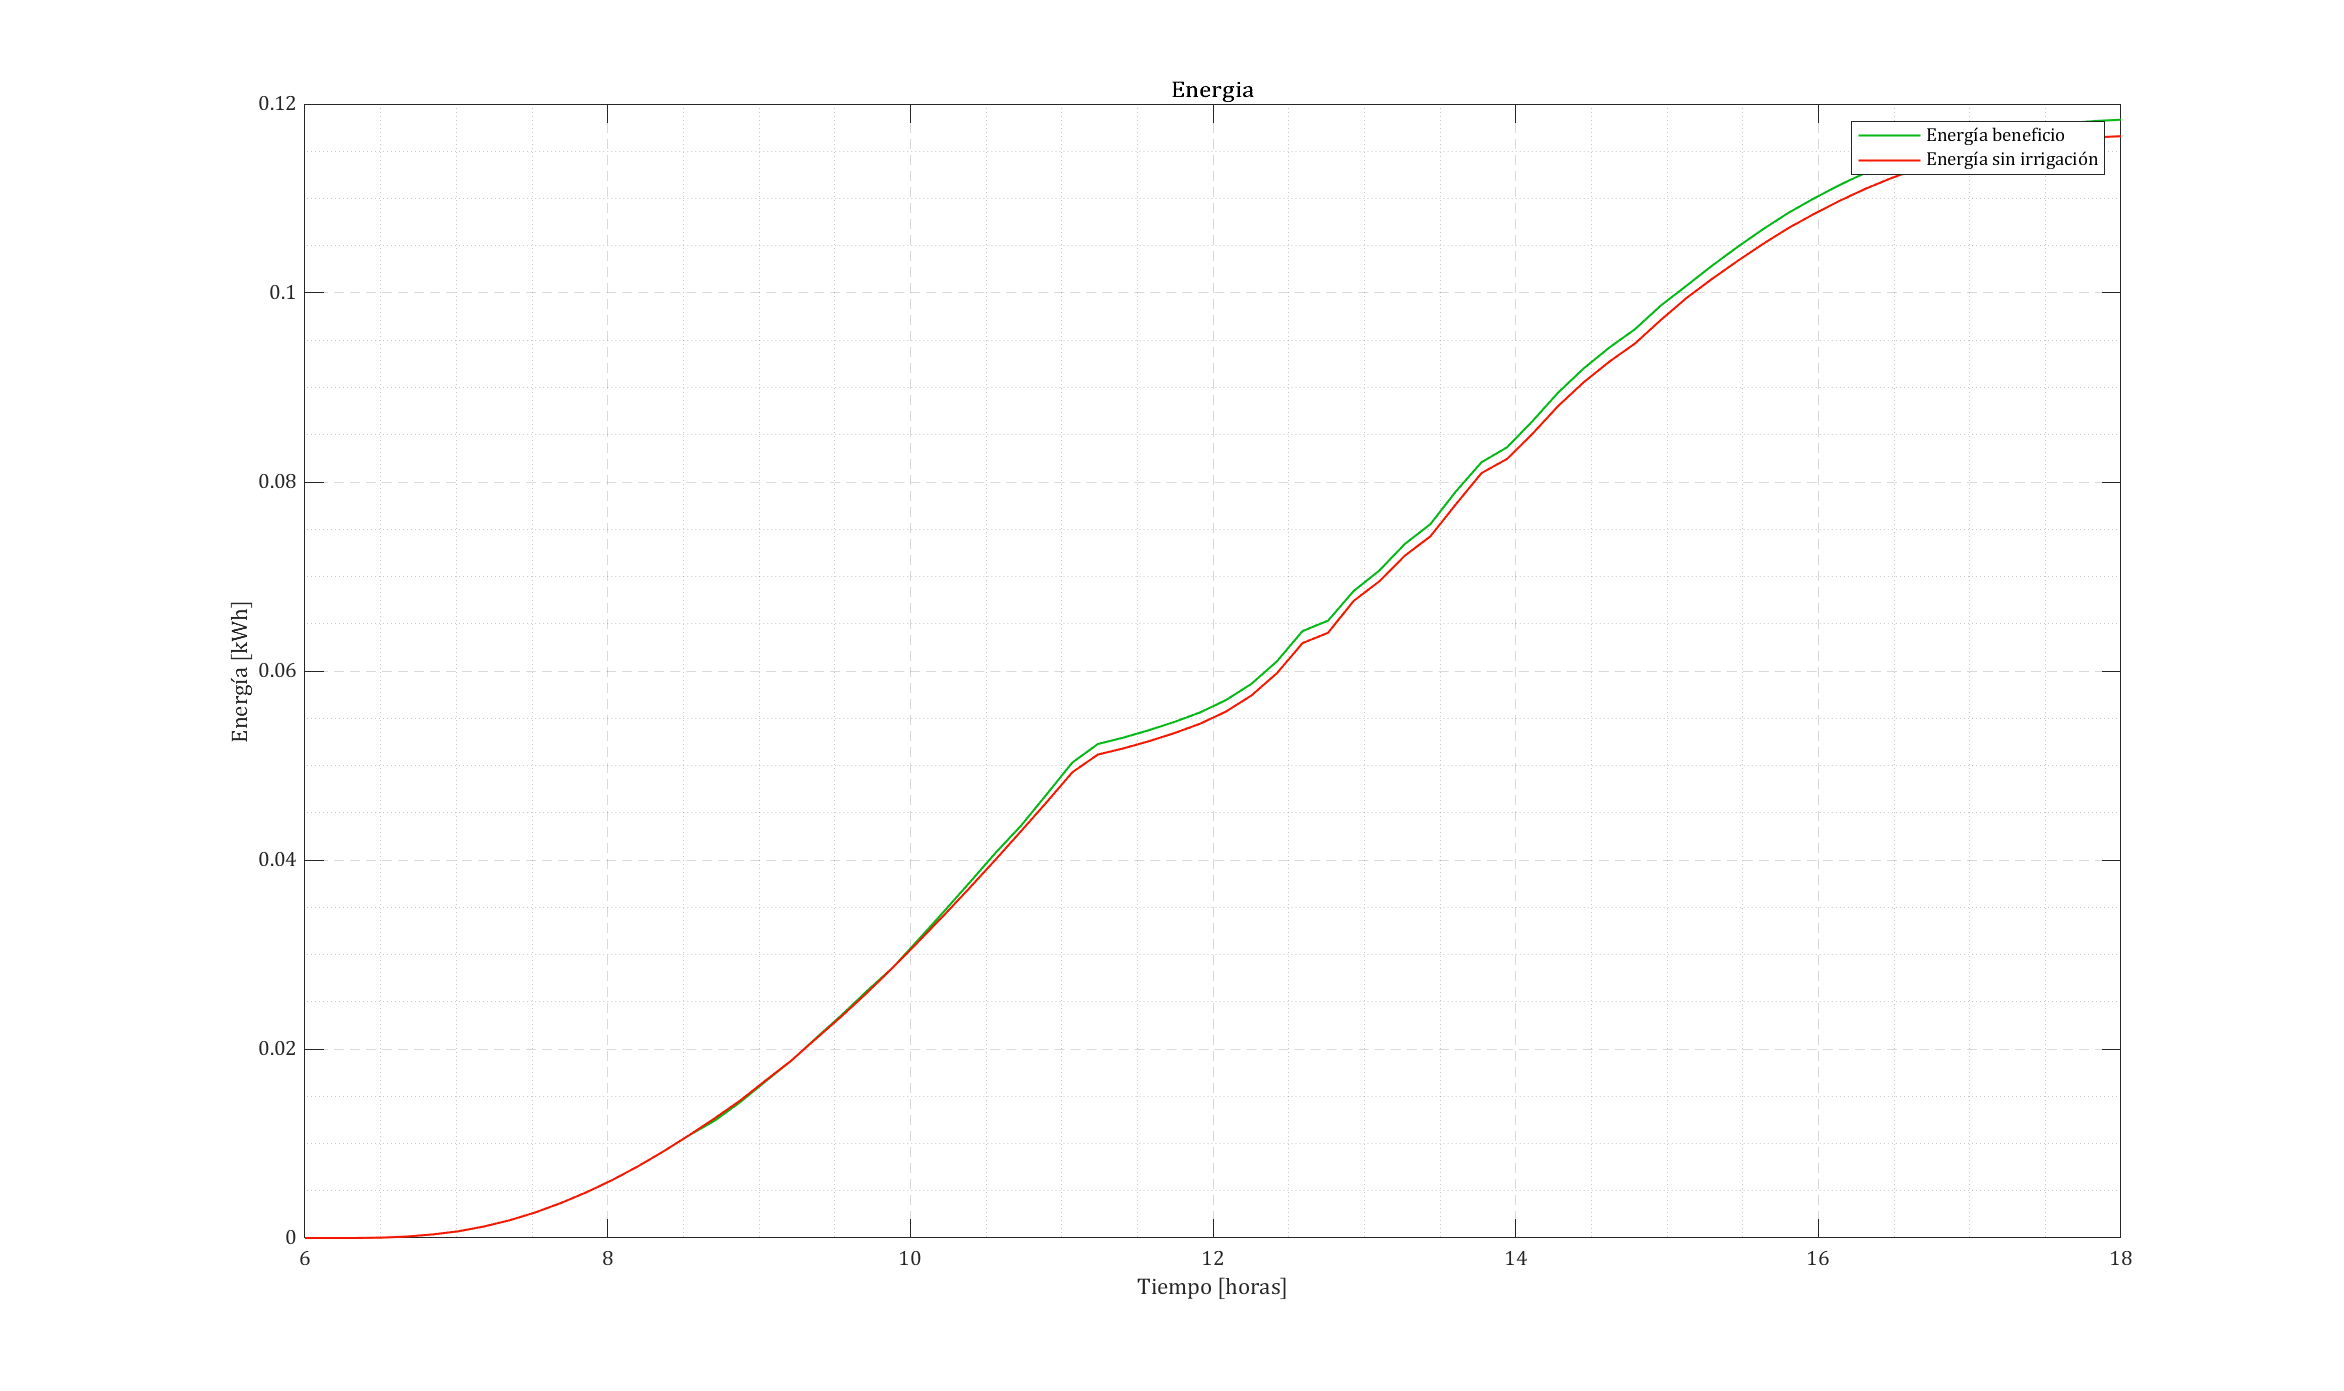 Energia
0.12
0.1
0.08
0.06
0.04
0.02
0
Energía [kWh]
Energía beneficio
Energía sin irrigación
6 8 10 12 14 16 18
Tiempo [horas]